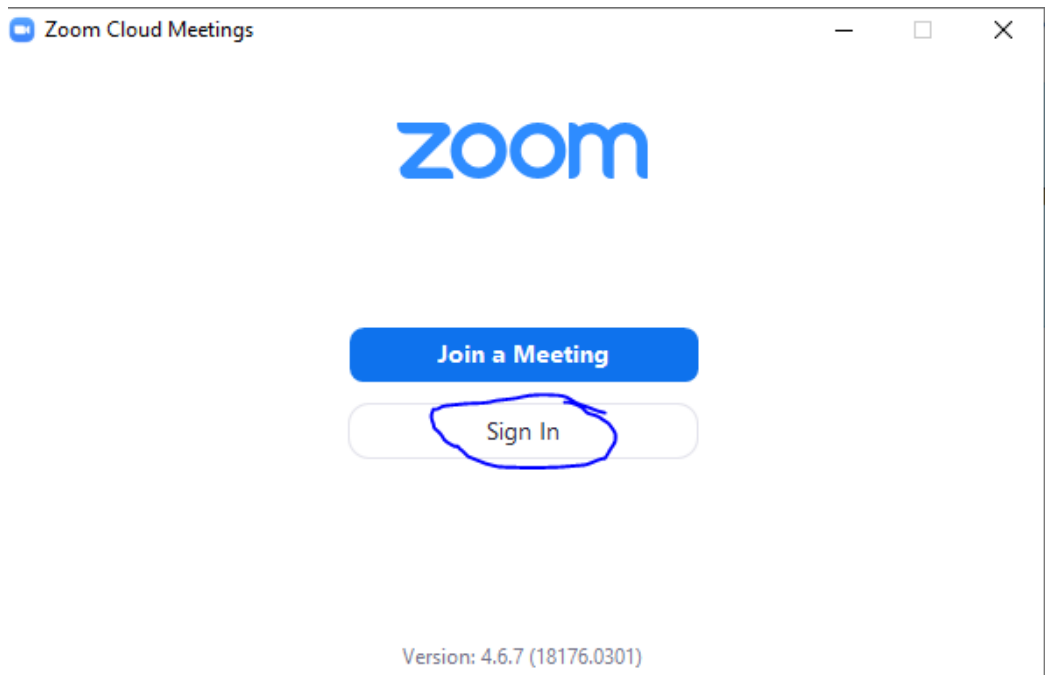 Zoom Cloud Meetings
zoom
Join a Meeting
Sign In
Version: 4.6.7 (18176.0301)